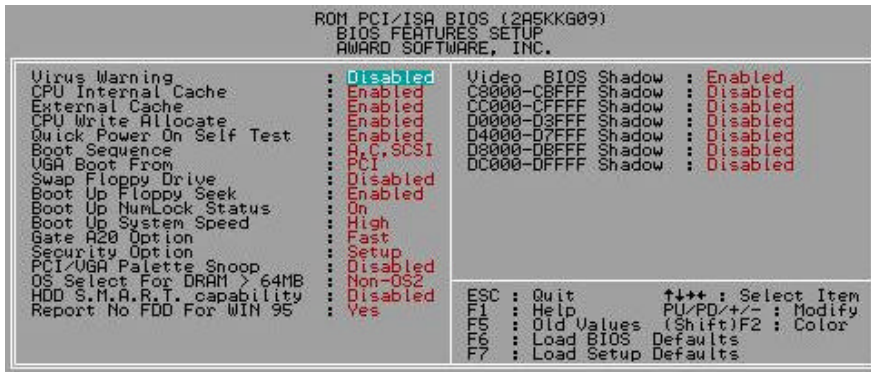 ROM PCI/ISA BIOS (2A5KKG09)
BIOS FEATURES SETUP
AWARD SOFTWARE, INC.
Virus Warning : Disabled
CPU Internal Cache : Enabled
External Cache : Enabled
CPU Write Allocate : Enabled
Quick Power On Self Test : Enabled
Boot Sequence : A,C,SCSI
VGA Boot From : PCI
Swap Floppy Drive : Disabled
Boot Up Floppy Seek : Enabled
Boot Up NumLock Status : On
Boot Up System Speed : High
Gate A20 Option : Fast
Security Option : Setup
PCI/VGA Palette Snoop : Disabled
OS Select For DRAM > 64MB : Non-OS2
HDD S.M.A.R.T. capability : Disabled
Report No FDD For WIN 95 : Yes
Video BIOS Shadow : Enabled
C8000-CBFFF Shadow : Disabled
CC000-CFFFF Shadow : Disabled
D0000-D3FFF Shadow : Disabled
D4000-D7FFF Shadow : Disabled
D8000-DBFFF Shadow : Disabled
DC000-DFFFF Shadow : Disabled
ESC : Quit ↑↓→← : Select Item
F1 : Help PU/PD/+/- : Modify
F5 : Old Values (Shift)F2 : Color
F6 : Load BIOS Defaults
F7 : Load Setup Defaults